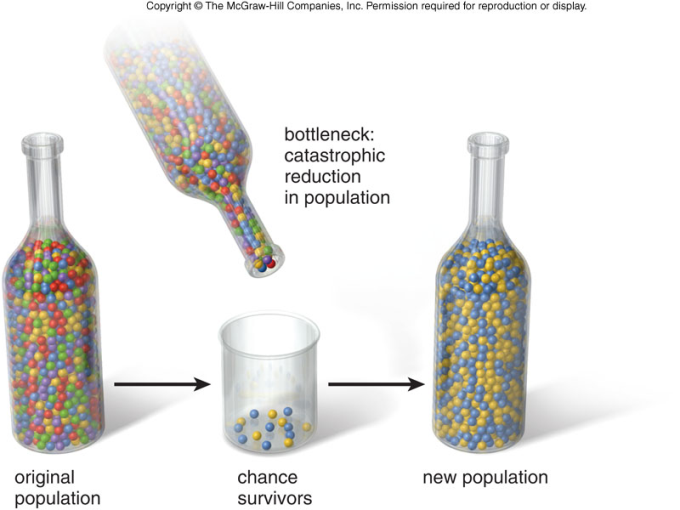 Copyright © The McGraw-Hill Companies, Inc. Permission required for reproduction or display.
bottleneck:
catastrophic
reduction
in population
original
population
chance
survivors
new population